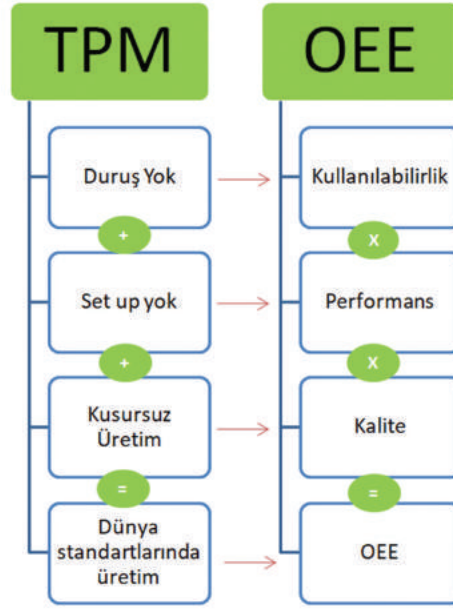 TPM
Duruş Yok
+
Set up yok
+
Kusursuz
Üretim
=
Dünya
standartlarında
üretim
OEE
Kullanılabilirlik
X
Performans
X
Kalite
=
OEE